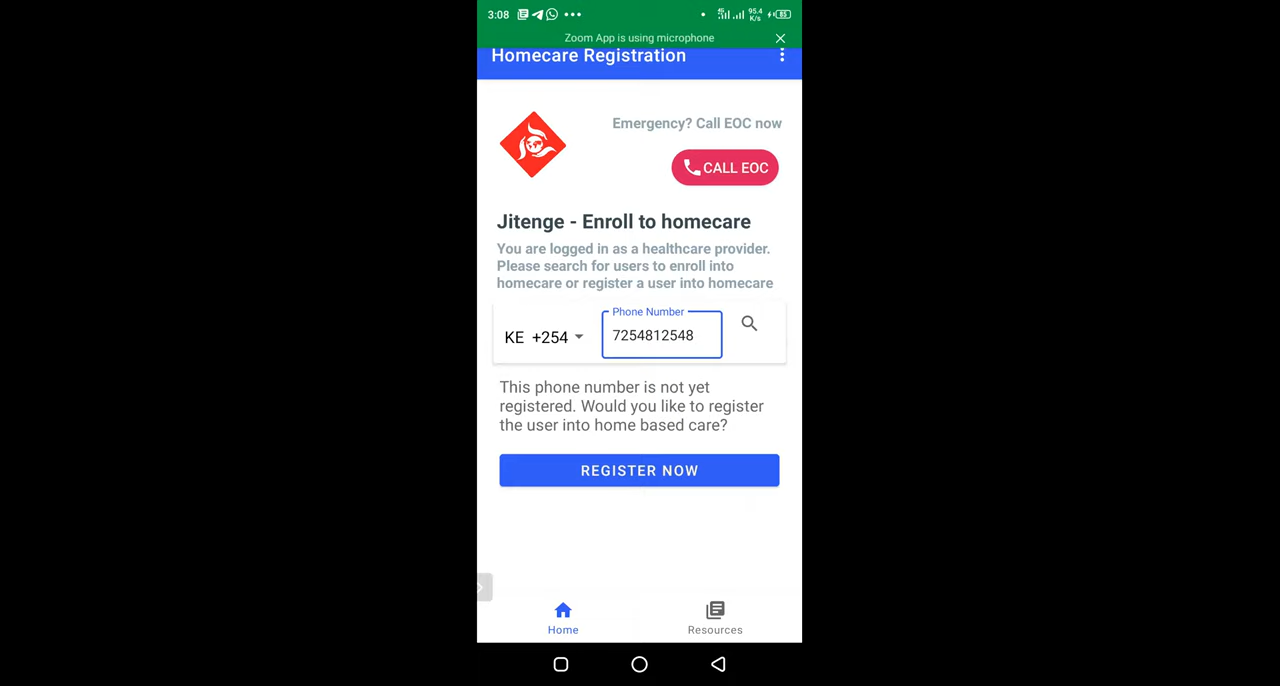 3:08
95.4
K/s
85
Zoom App is using microphone
Homecare Registration
Emergency? Call EOC now
CALL EOC
Jitenge - Enroll to homecare
You are logged in as a healthcare provider.
Please search for users to enroll into
homecare or register a user into homecare
Phone Number
KE +254
7254812548
This phone number is not yet
registered. Would you like to register
the user into home based care?
REGISTER NOW
Home
Resources